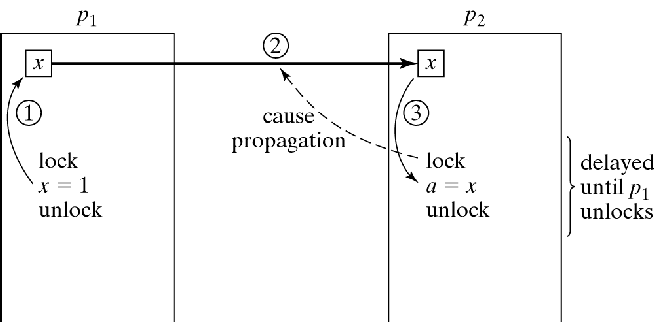 p₁
p₂
②
x
x
①
③
cause
propagation
lock
x = 1
unlock
lock
a = x
unlock
delayed
until p₁
unlocks